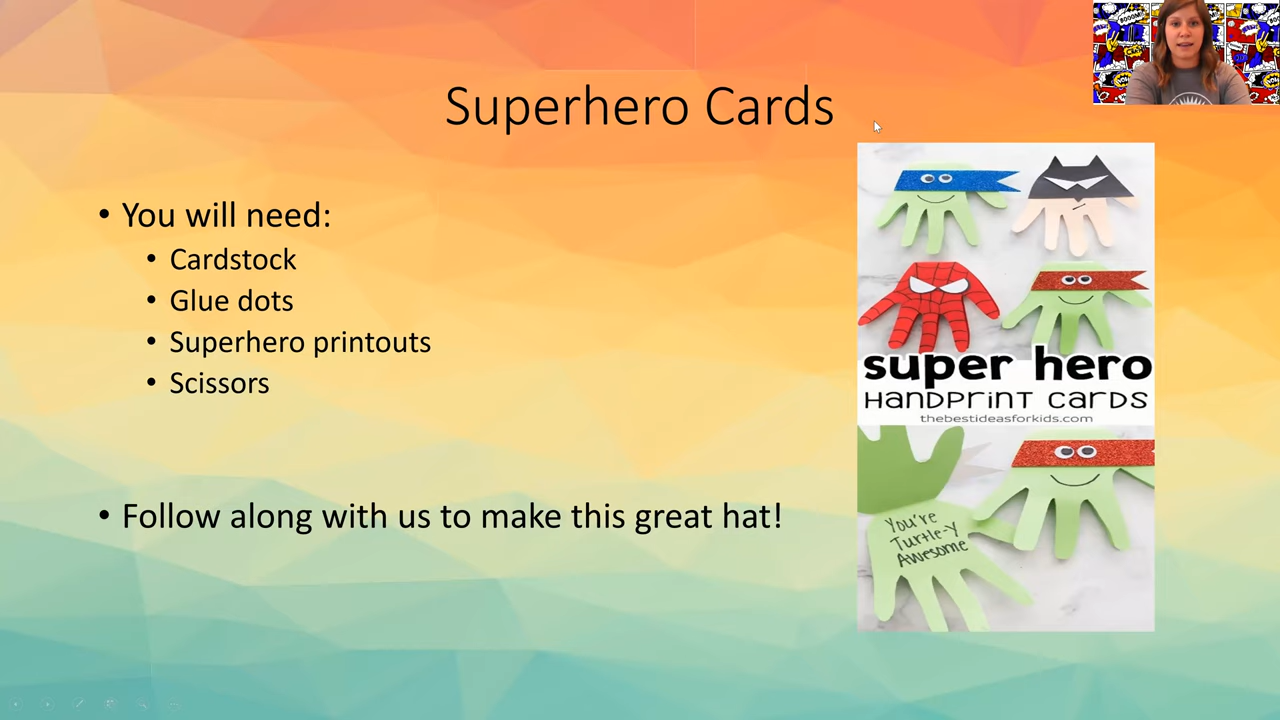 Superhero Cards
• You will need:
• Cardstock
• Glue dots
• Superhero printouts
• Scissors
• Follow along with us to make this great hat!
super hero
HANDPRINT CARDS
thebestideasforkids.com
You're
Turtle-y
Awesome